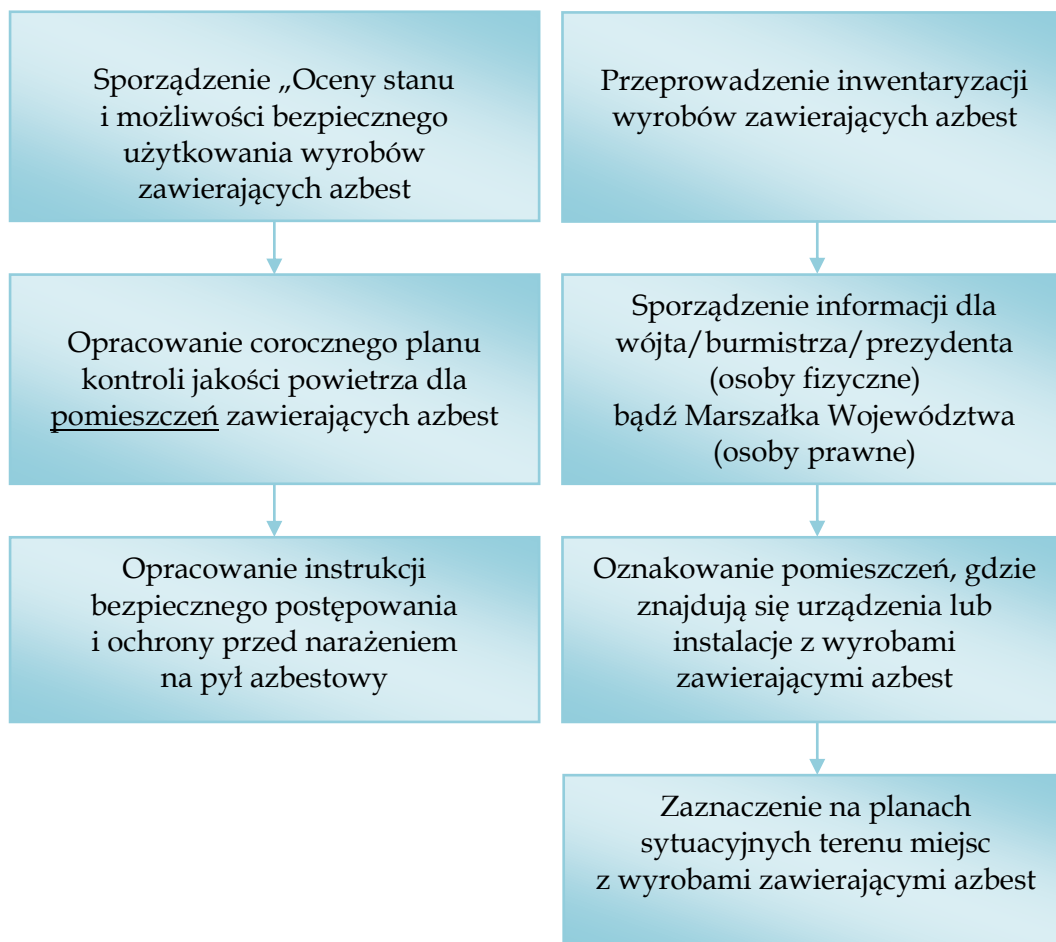 Sporządzenie „Oceny stanu
i możliwości bezpiecznego
użytkowania wyrobów
zawierających azbest
Opracowanie corocznego planu
kontroli jakości powietrza dla
pomieszczeń zawierających azbest
Opracowanie instrukcji
bezpiecznego postępowania
i ochrony przed narażeniem
na pył azbestowy
Przeprowadzenie inwentaryzacji
wyrobów zawierających azbest
Sporządzenie informacji dla
wójta/burmistrza/prezydenta
(osoby fizyczne)
bądź Marszałka Województwa
(osoby prawne)
Oznakowanie pomieszczeń, gdzie
znajdują się urządzenia lub
instalacje z wyrobami
zawierającymi azbest
Zaznaczenie na planach
sytuacyjnych terenu miejsc
z wyrobami zawierającymi azbest